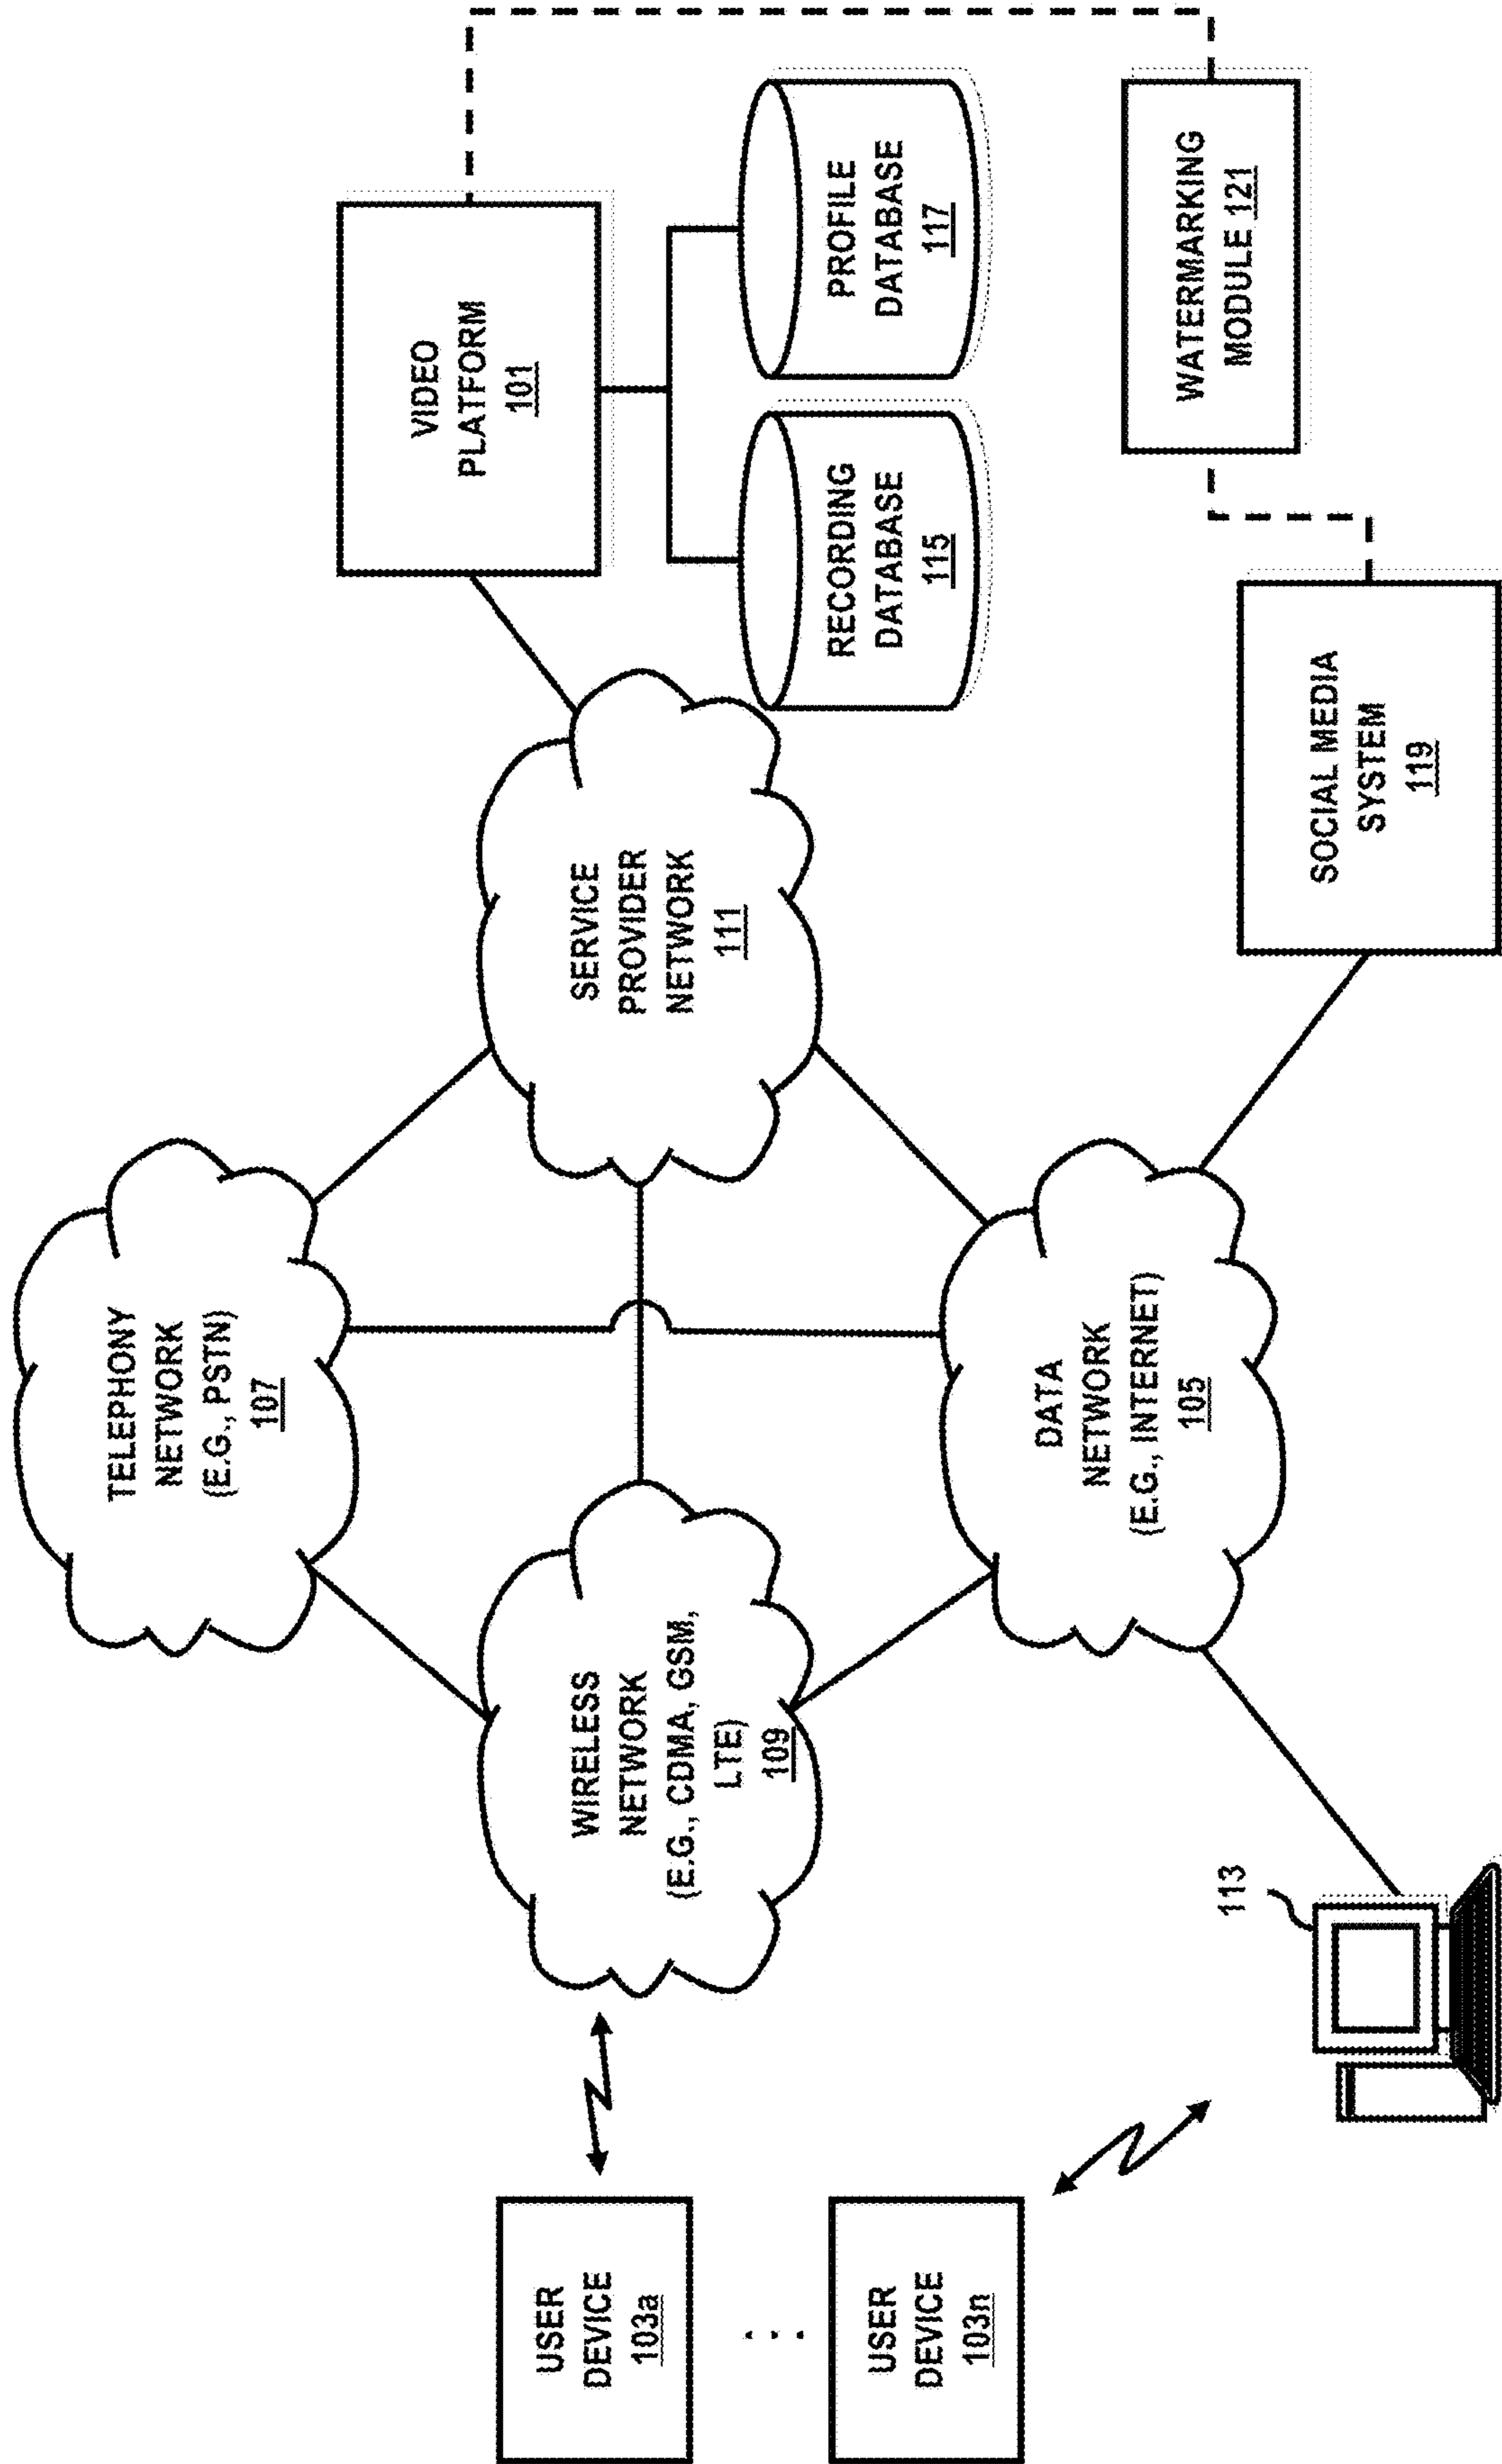 TELEPHONY
NETWORK
(E.G., PSTN)
107
VIDEO
PLATFORM
101
USER
DEVICE
103a
WIRELESS
NETWORK
(E.G., CDMA, GSM,
LTE)
109
SERVICE
PROVIDER
NETWORK
111
RECORDING
DATABASE
115
PROFILE
DATABASE
117
. . .
USER
DEVICE
103n
DATA
NETWORK
(E.G., INTERNET)
105
WATERMARKING
MODULE 121
113
SOCIAL MEDIA
SYSTEM
119